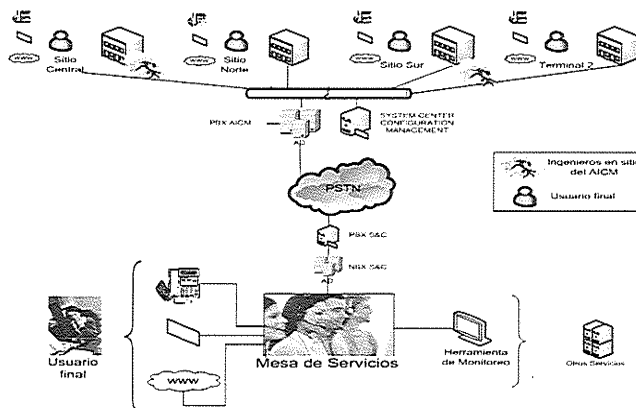 Sitio
Central
www
Sitio
Norte
www
Sitio Sur
www
Terminal 2
www
PBX AICM
SYSTEM CENTER
CONFIGURATION
MANAGEMENT
AD
PSTN
Ingenieros en sitio
del AICM
Usuario final
PBX S&C
NBX S&C
AD
Usuario
final
www
Mesa de Servicios
Herramienta
de Monitoreo
Otros Servicios